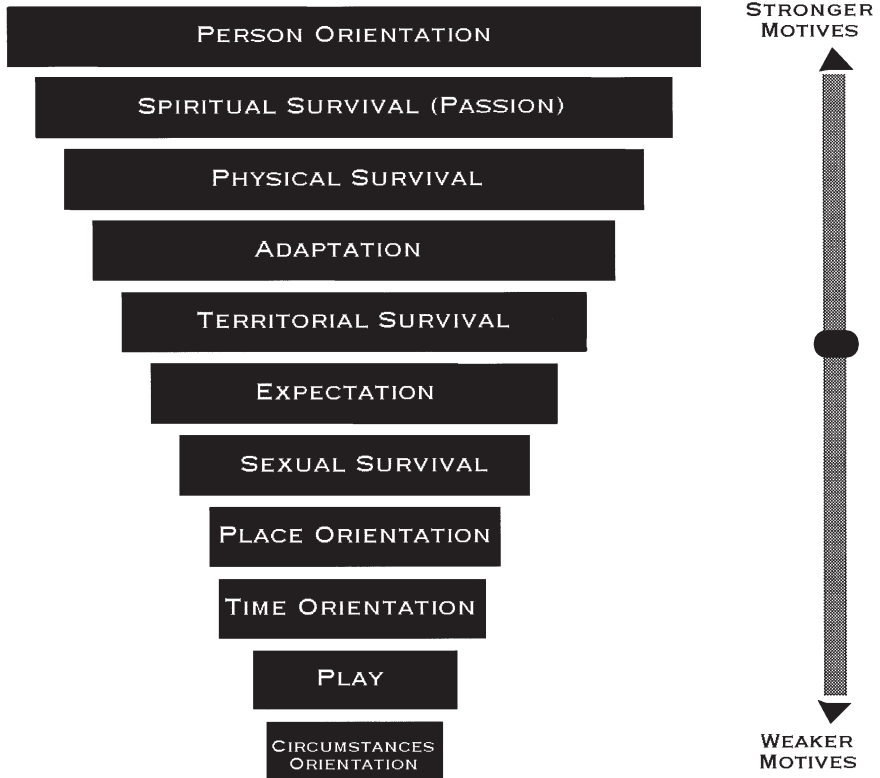 PERSON ORIENTATION
SPIRITUAL SURVIVAL (PASSION)
PHYSICAL SURVIVAL
ADAPTATION
TERRITORIAL SURVIVAL
EXPECTATION
SEXUAL SURVIVAL
PLACE ORIENTATION
TIME ORIENTATION
PLAY
CIRCUMSTANCES
ORIENTATION
STRONGER
MOTIVES
WEAKER
MOTIVES